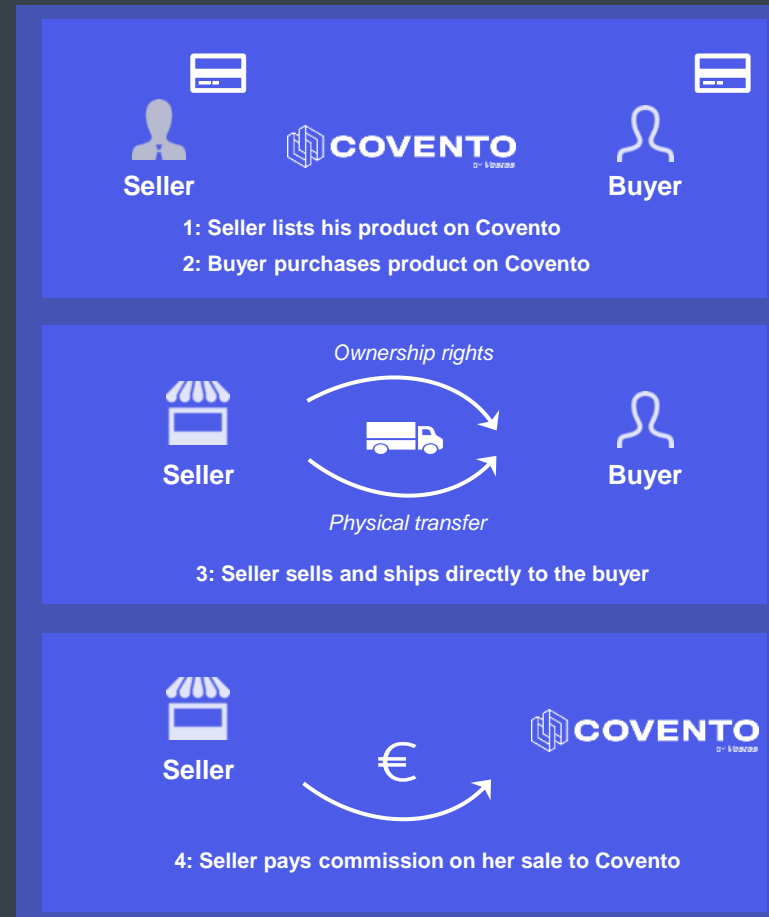 COVENTO
Seller
Buyer
1: Seller lists his product on Covento
2: Buyer purchases product on Covento
Ownership rights
Seller
Buyer
Physical transfer
3: Seller sells and ships directly to the buyer
COVENTO
Seller
€
4: Seller pays commission on her sale to Covento